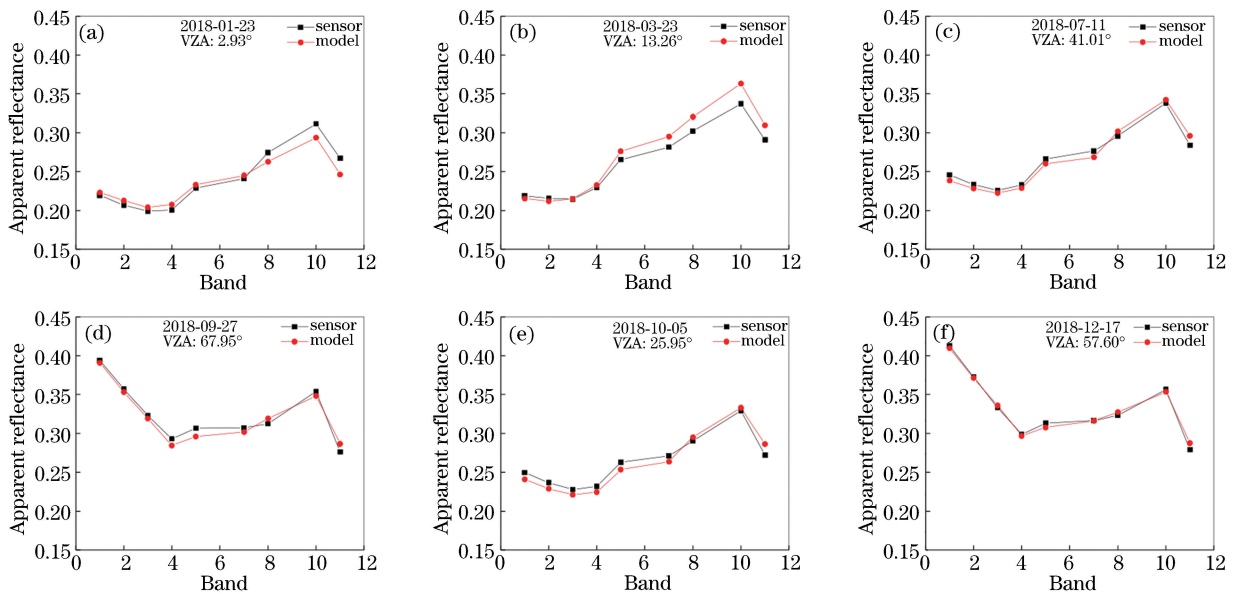 (a)
2018-01-23
VZA: 2.93°
sensor
model
0.45
0.40
0.35
0.30
0.25
0.20
0.15
Apparent reflectance
0 2 4 6 8 10 12
Band
(b)
2018-03-23
VZA: 13.26°
sensor
model
0.45
0.40
0.35
0.30
0.25
0.20
0.15
Apparent reflectance
0 2 4 6 8 10 12
Band
(c)
2018-07-11
VZA: 41.01°
sensor
model
0.45
0.40
0.35
0.30
0.25
0.20
0.15
Apparent reflectance
0 2 4 6 8 10 12
Band
(d)
2018-09-27
VZA: 67.95°
sensor
model
0.45
0.40
0.35
0.30
0.25
0.20
0.15
Apparent reflectance
0 2 4 6 8 10 12
Band
(e)
2018-10-05
VZA: 25.95°
sensor
model
0.45
0.40
0.35
0.30
0.25
0.20
0.15
Apparent reflectance
0 2 4 6 8 10 12
Band
(f)
2018-12-17
VZA: 57.60°
sensor
model
0.45
0.40
0.35
0.30
0.25
0.20
0.15
Apparent reflectance
0 2 4 6 8 10 12
Band